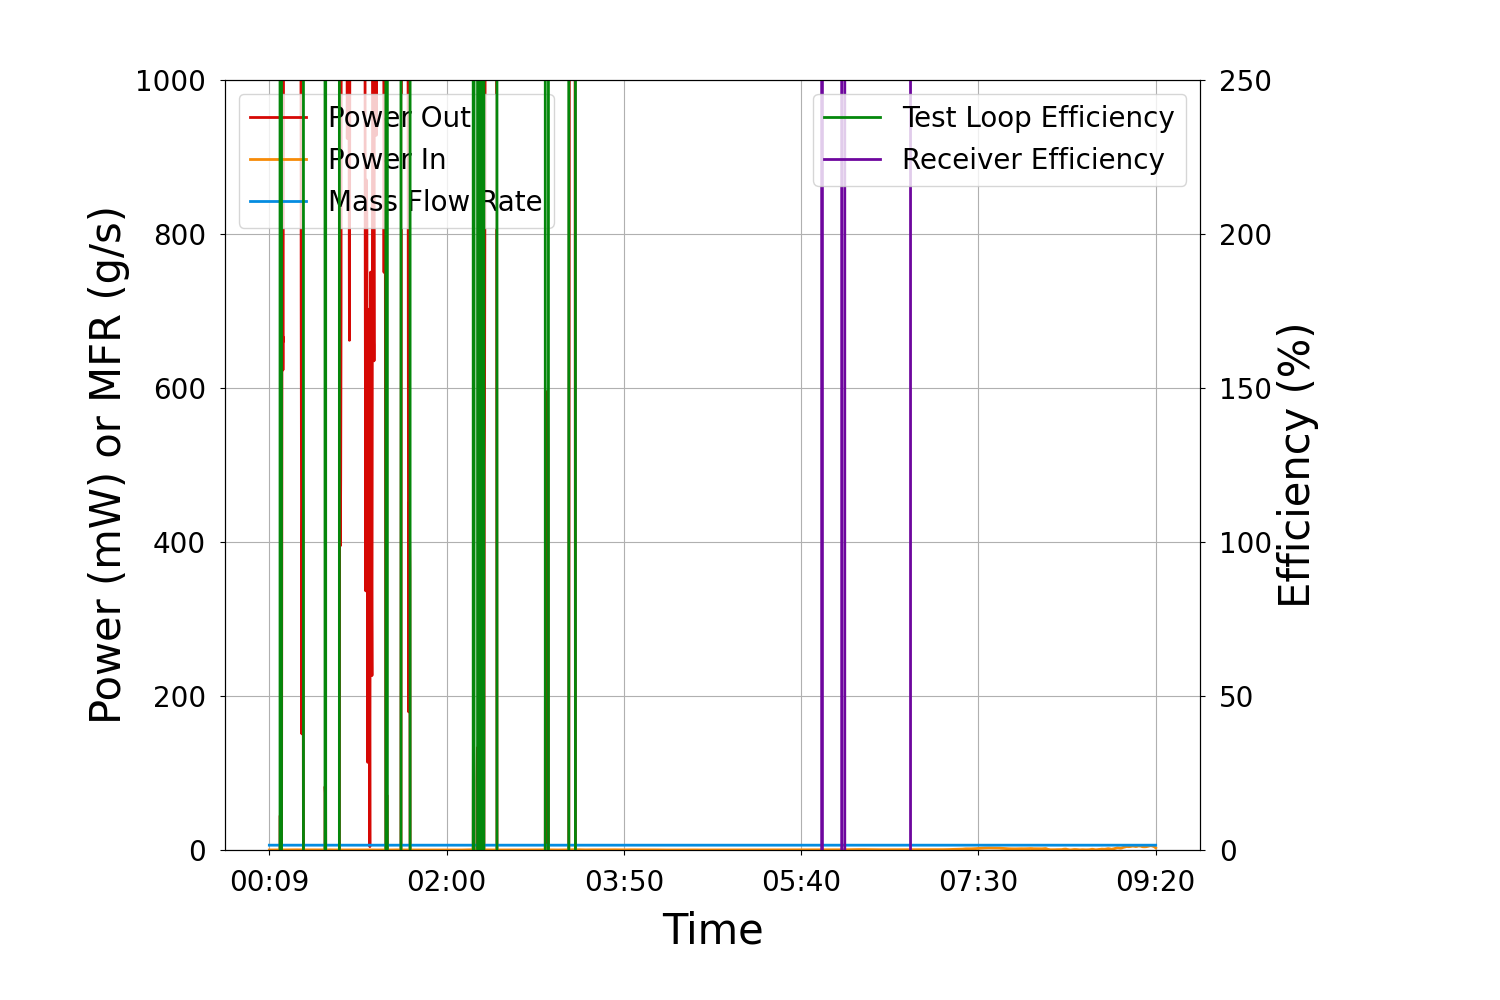 1000
800
600
400
200
0
Power (mW) or MFR (g/s)
Power Out
Power In
Mass Flow Rate
Test Loop Efficiency
Receiver Efficiency
250
200
150
100
50
0
Efficiency (%)
00:09 02:00 03:50 05:40 07:30 09:20
Time